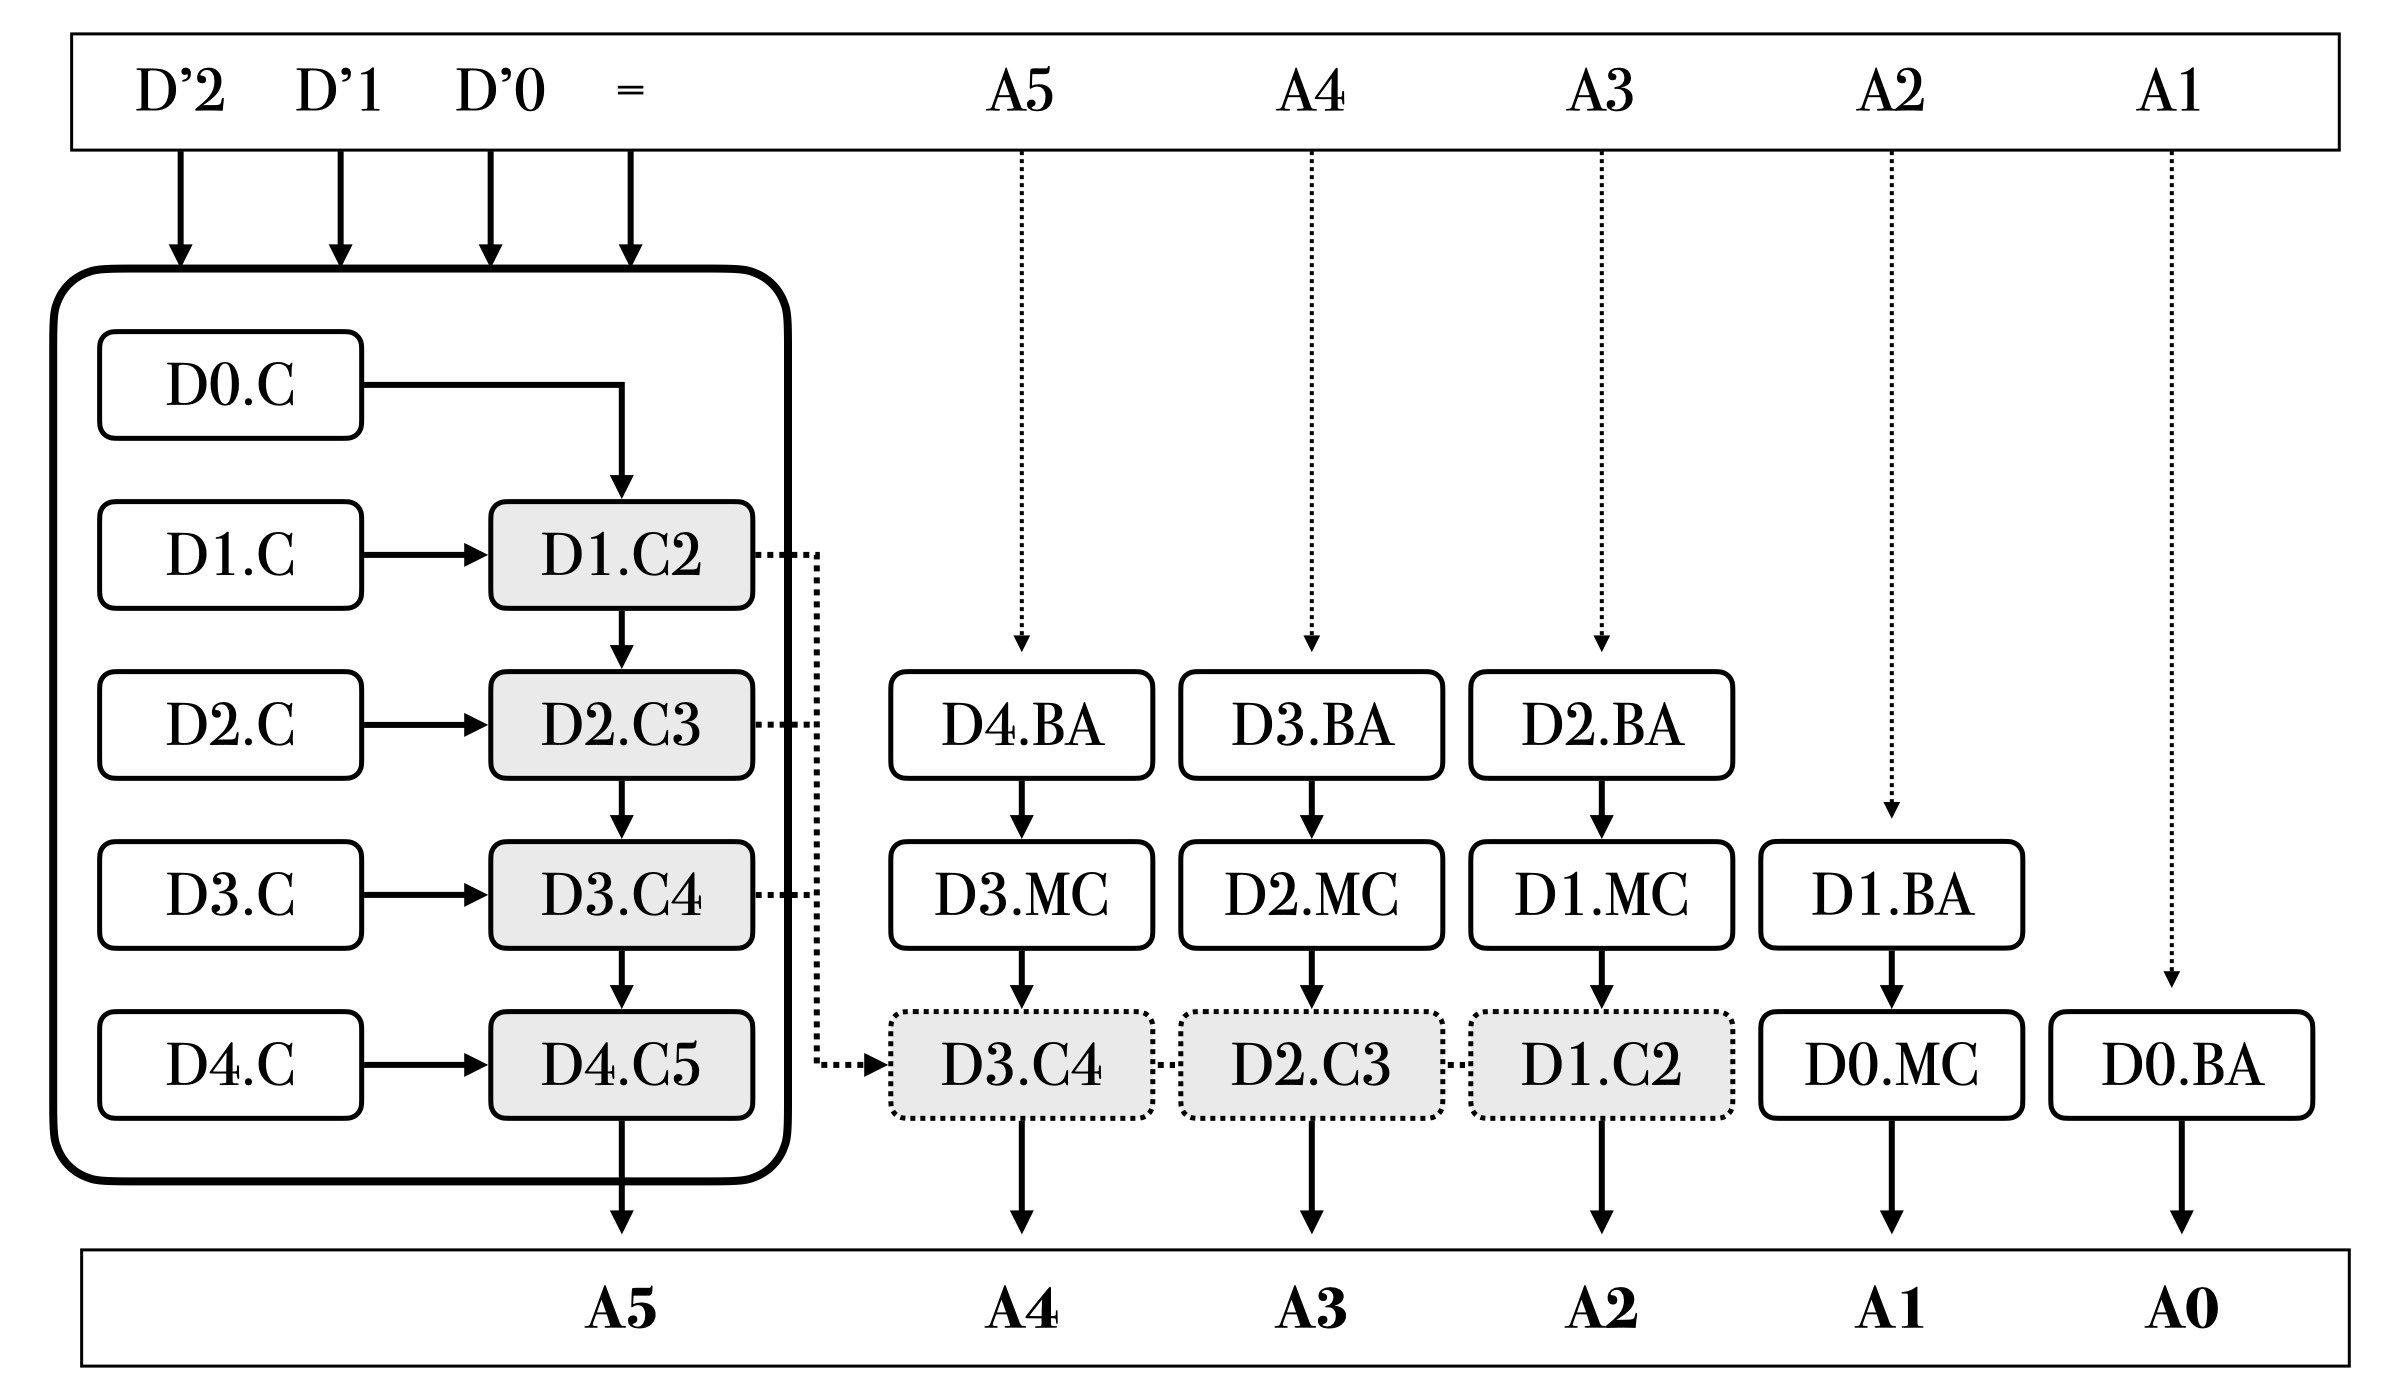 D’2 D’1 D’0 = A5 A4 A3 A2 A1
D0.C
D1.C D1.C2
D2.C D2.C3 D4.BA D3.BA D2.BA
D3.C D3.C4 D3.MC D2.MC D1.MC D1.BA
D4.C D4.C5 D3.C4 D2.C3 D1.C2 D0.MC D0.BA
A5 A4 A3 A2 A1 A0